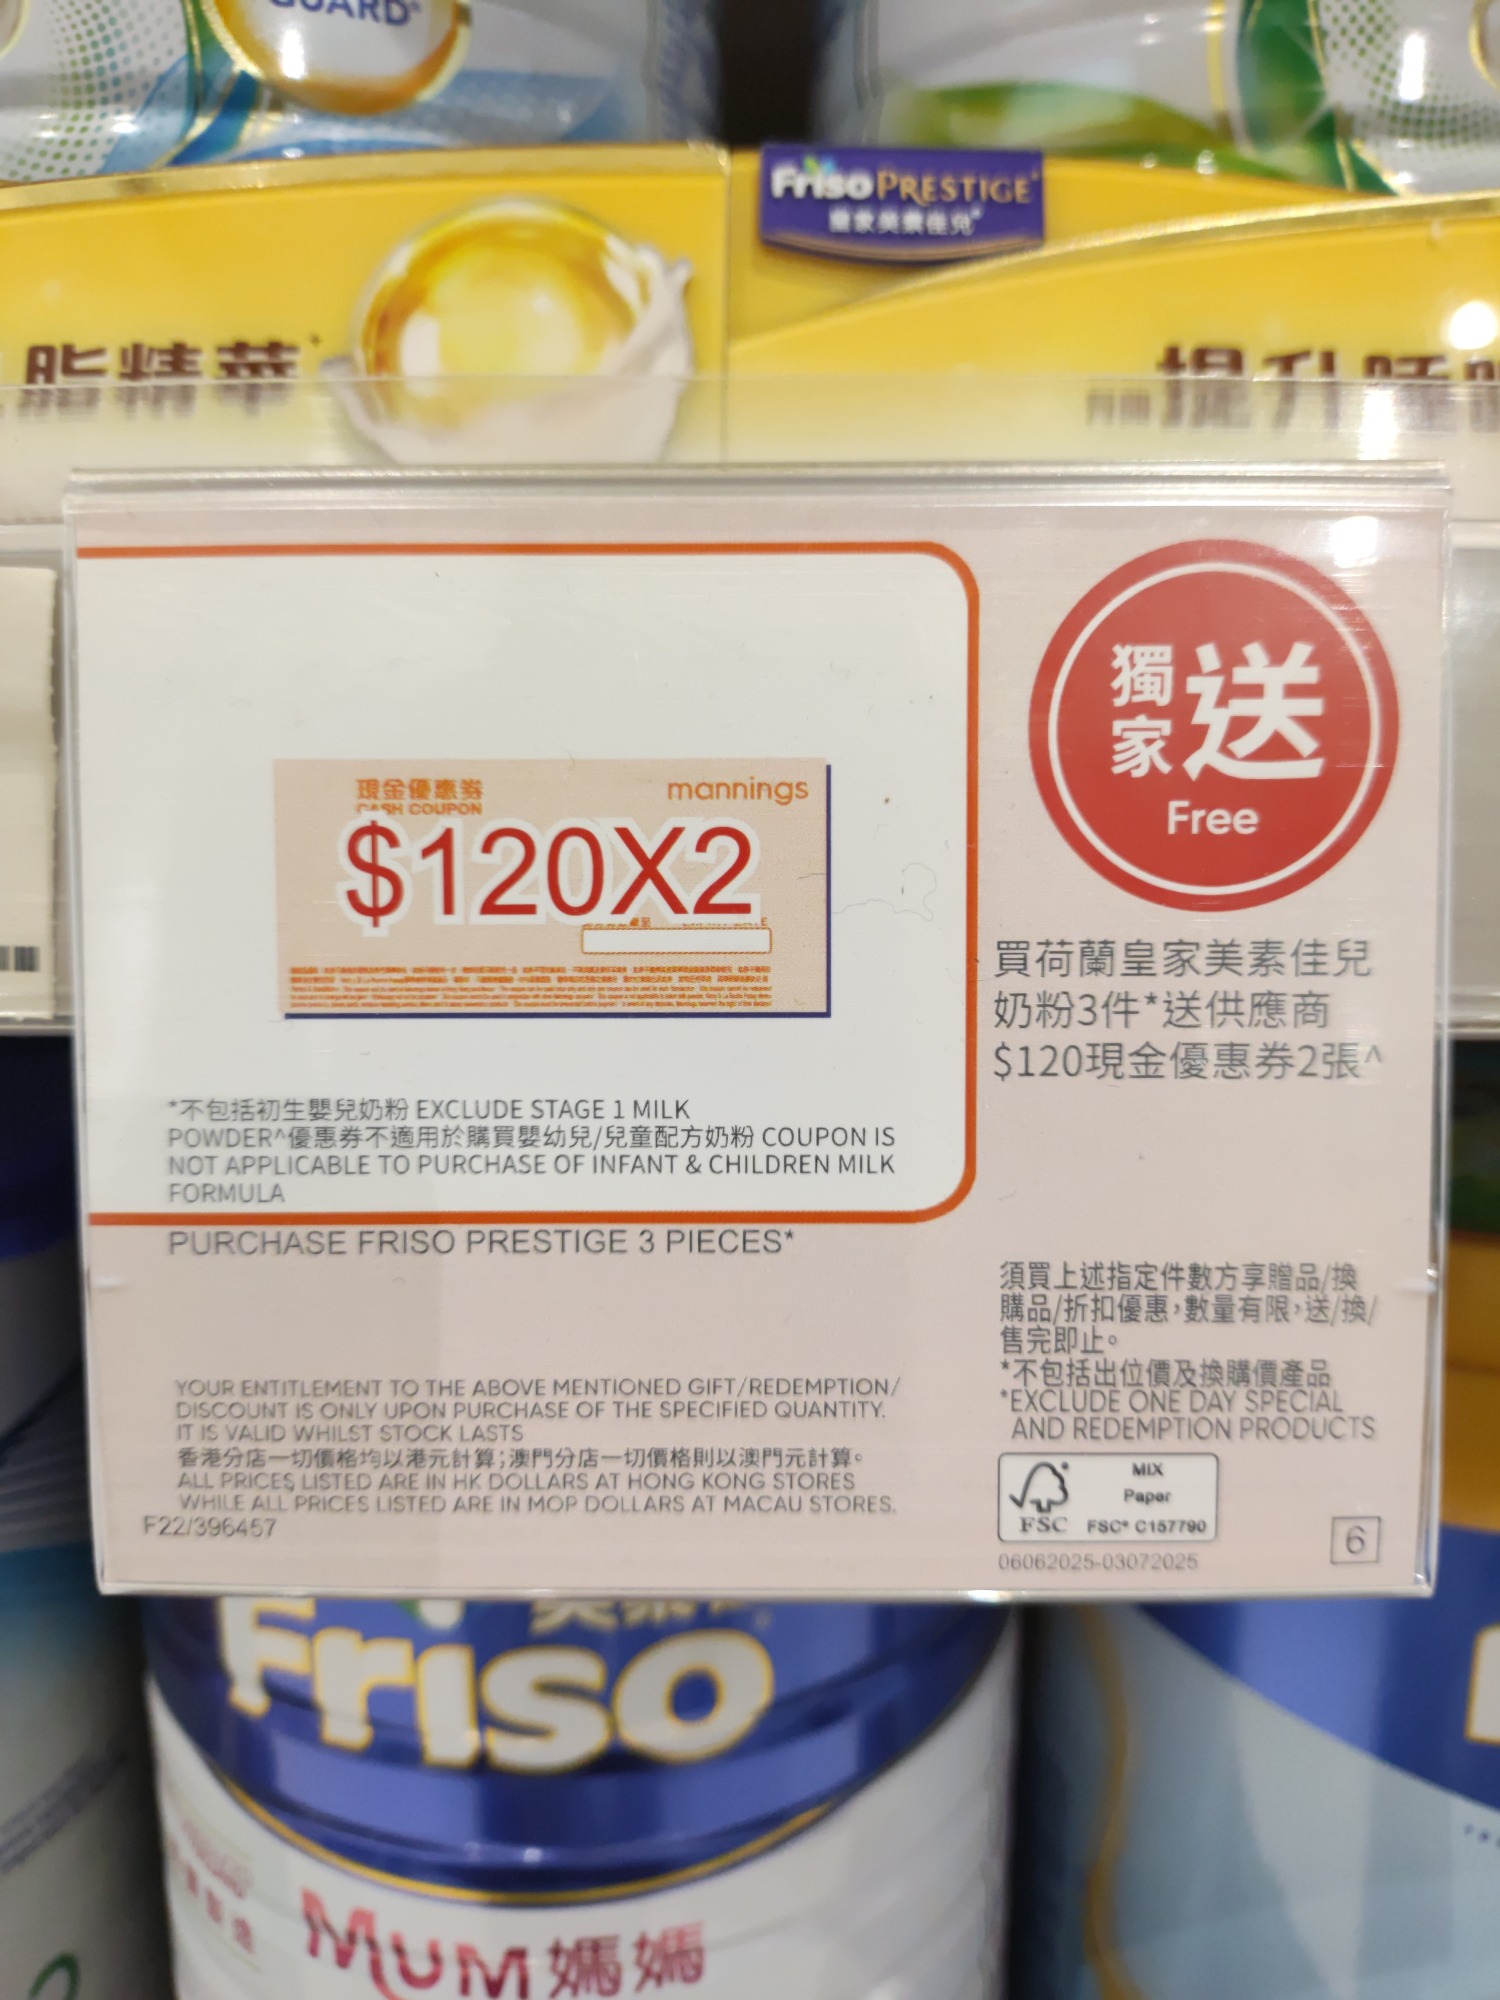 GUARD
Friso PRESTIGE
皇家美素佳兒
脂精萃
提升
獨家 送
Free
現金優惠券
CASH COUPON
mannings
$120X2
買荷蘭皇家美素佳兒
奶粉3件*送供應商
$120現金優惠券2張^
*不包括初生嬰兒奶粉 EXCLUDE STAGE 1 MILK
POWDER^優惠券不適用於購買嬰幼兒/兒童配方奶粉 COUPON IS
NOT APPLICABLE TO PURCHASE OF INFANT & CHILDREN MILK
FORMULA
PURCHASE FRISO PRESTIGE 3 PIECES*
須買上述指定件數方享贈品/換
購品/折扣優惠，數量有限，送/換/
售完即止。
*不包括出位價及換購價產品
*EXCLUDE ONE DAY SPECIAL
AND REDEMPTION PRODUCTS
YOUR ENTITLEMENT TO THE ABOVE MENTIONED GIFT/REDEMPTION/
DISCOUNT IS ONLY UPON PURCHASE OF THE SPECIFIED QUANTITY.
IT IS VALID WHILST STOCK LASTS
香港分店一切價格均以港元計算；澳門分店一切價格則以澳門元計算。
ALL PRICES LISTED ARE IN HK DOLLARS AT HONG KONG STORES
WHILE ALL PRICES LISTED ARE IN MOP DOLLARS AT MACAU STORES.
F22/396457
MIX
Paper
FSC FSC® C157790
06062025-03072025
6
Friso
MUM 媽媽